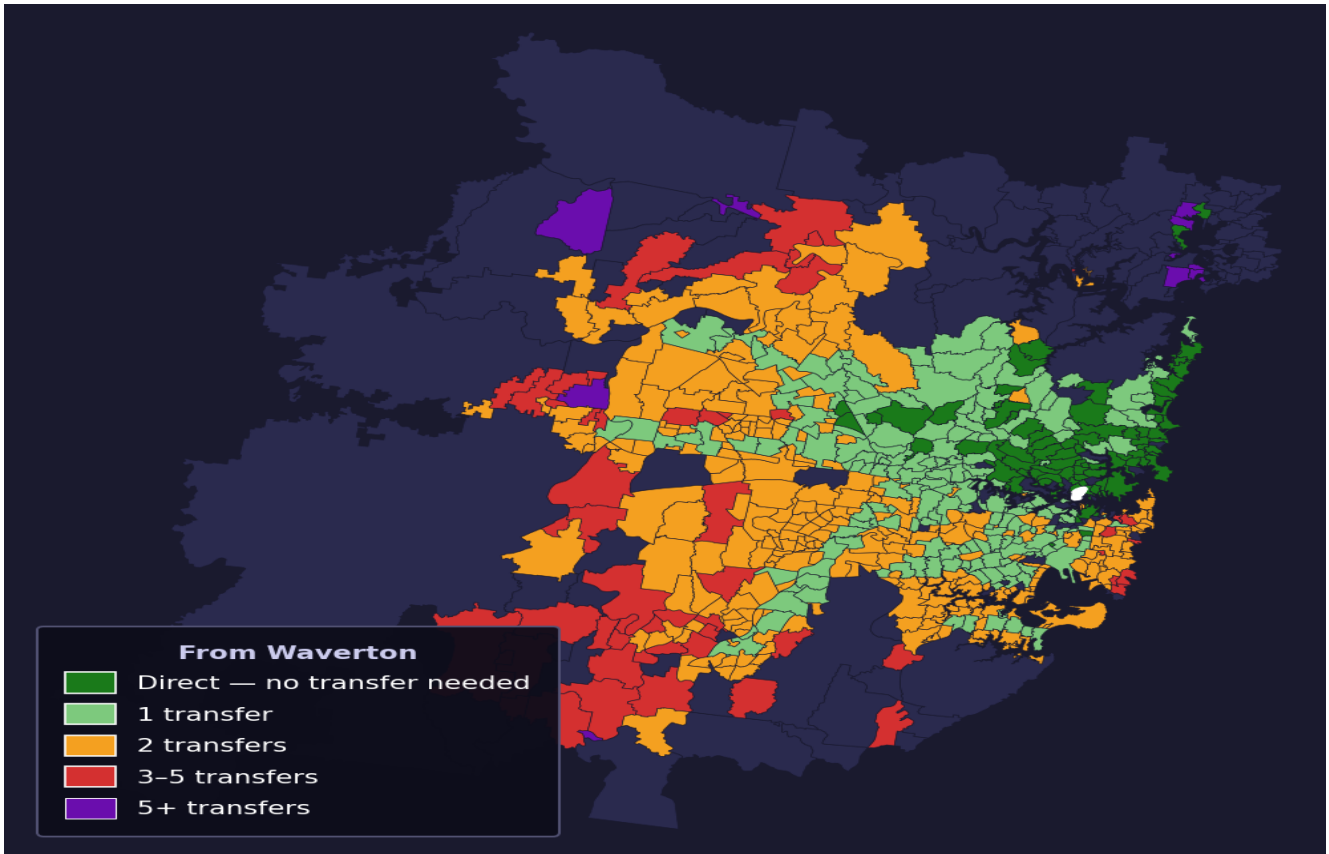 From Waverton
Direct — no transfer needed
1 transfer
2 transfers
3–5 transfers
5+ transfers